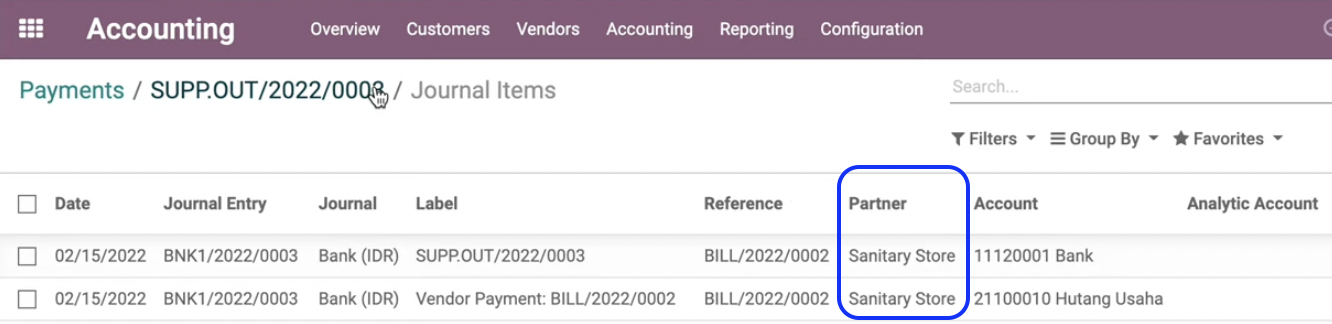 Accounting Overview Customers Vendors Accounting Reporting Configuration
Payments / SUPP.OUT/2022/0003 / Journal Items
Search...
Filters Group By Favorites
Date Journal Entry Journal Label Reference Partner Account Analytic Account
02/15/2022 BNK1/2022/0003 Bank (IDR) SUPP.OUT/2022/0003 BILL/2022/0002 Sanitary Store 11120001 Bank
02/15/2022 BNK1/2022/0003 Bank (IDR) Vendor Payment: BILL/2022/0002 BILL/2022/0002 Sanitary Store 21100010 Hutang Usaha